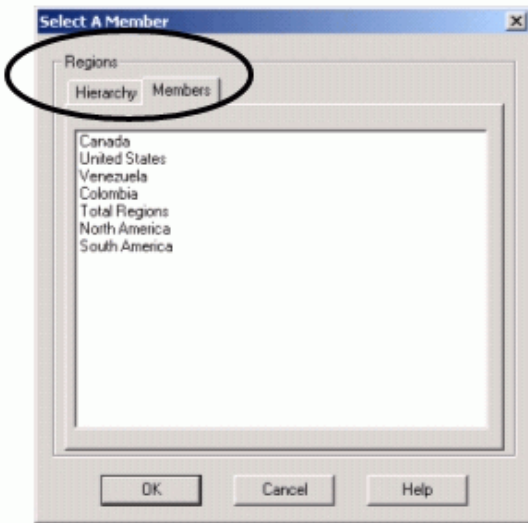 Select A Member
Regions
Hierarchy Members
Canada
United States
Venezuela
Colombia
Total Regions
North America
South America
OK Cancel Help